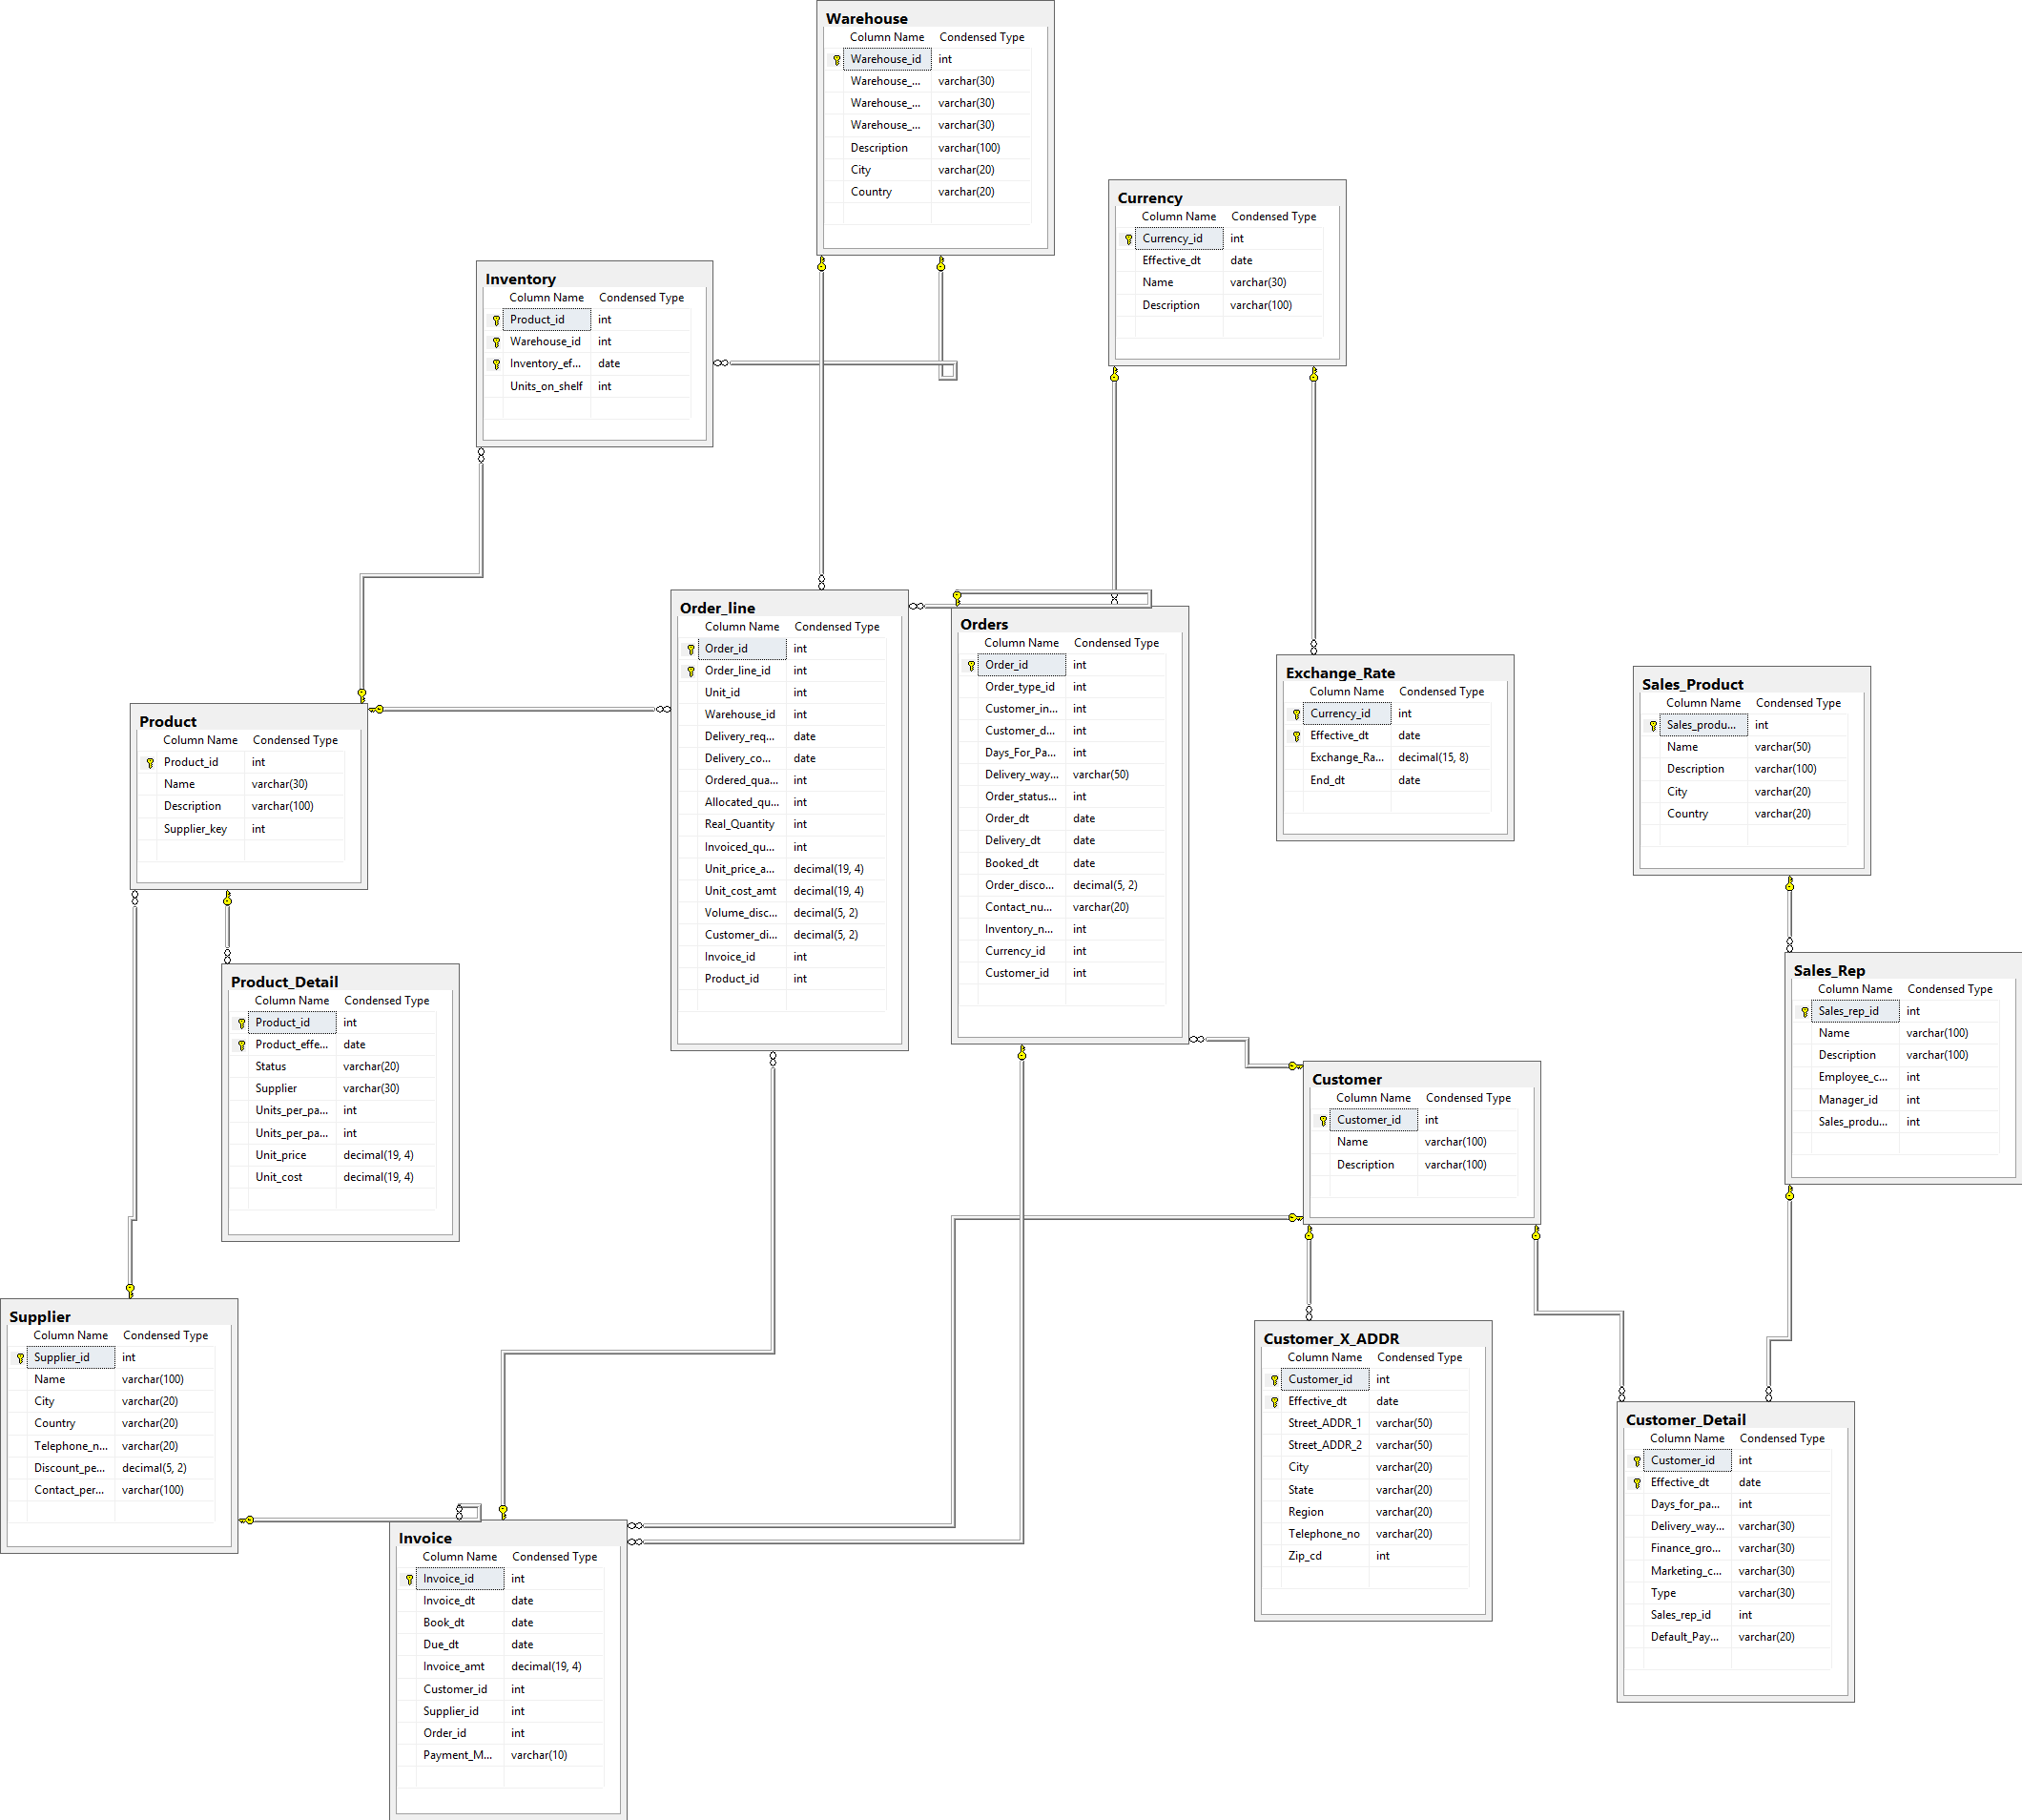 Warehouse
Column Name Condensed Type
Warehouse_id int
Warehouse_... varchar(30)
Warehouse_... varchar(30)
Warehouse_... varchar(30)
Description varchar(100)
City varchar(20)
Country varchar(20)
Currency
Column Name Condensed Type
Currency_id int
Effective_dt date
Name varchar(30)
Description varchar(100)
Inventory
Column Name Condensed Type
Product_id int
Warehouse_id int
Inventory_ef... date
Units_on_shelf int
Order_line
Column Name Condensed Type
Order_id int
Order_line_id int
Unit_id int
Warehouse_id int
Delivery_req... date
Delivery_co... date
Ordered_qua... int
Allocated_qu... int
Real_Quantity int
Invoiced_qu... int
Unit_price_a... decimal(19, 4)
Unit_cost_amt decimal(19, 4)
Volume_disc... decimal(5, 2)
Customer_di... decimal(5, 2)
Invoice_id int
Product_id int
Orders
Column Name Condensed Type
Order_id int
Order_type_id int
Customer_in... int
Customer_d... int
Days_For_Pa... int
Delivery_way... varchar(50)
Order_status... int
Order_dt date
Delivery_dt date
Booked_dt date
Order_disco... decimal(5, 2)
Contact_nu... varchar(20)
Inventory_n... int
Currency_id int
Customer_id int
Exchange_Rate
Column Name Condensed Type
Currency_id int
Effective_dt date
Exchange_Ra... decimal(15, 8)
End_dt date
Sales_Product
Column Name Condensed Type
Sales_produ... int
Name varchar(50)
Description varchar(100)
City varchar(20)
Country varchar(20)
Product
Column Name Condensed Type
Product_id int
Name varchar(30)
Description varchar(100)
Supplier_key int
Product_Detail
Column Name Condensed Type
Product_id int
Product_effe... date
Status varchar(20)
Supplier varchar(30)
Units_per_pa... int
Units_per_pa... int
Unit_price decimal(19, 4)
Unit_cost decimal(19, 4)
Sales_Rep
Column Name Condensed Type
Sales_rep_id int
Name varchar(100)
Description varchar(100)
Employee_c... int
Manager_id int
Sales_produ... int
Customer
Column Name Condensed Type
Customer_id int
Name varchar(100)
Description varchar(100)
Supplier
Column Name Condensed Type
Supplier_id int
Name varchar(100)
City varchar(20)
Country varchar(20)
Telephone_n... varchar(20)
Discount_pe... decimal(5, 2)
Contact_per... varchar(100)
Customer_X_ADDR
Column Name Condensed Type
Customer_id int
Effective_dt date
Street_ADDR_1 varchar(50)
Street_ADDR_2 varchar(50)
City varchar(20)
State varchar(20)
Region varchar(20)
Telephone_no varchar(20)
Zip_cd int
Customer_Detail
Column Name Condensed Type
Customer_id int
Effective_dt date
Days_for_pa... int
Delivery_way... varchar(30)
Finance_gro... varchar(30)
Marketing_c... varchar(30)
Type varchar(30)
Sales_rep_id int
Default_Pay... varchar(20)
Invoice
Column Name Condensed Type
Invoice_id int
Invoice_dt date
Book_dt date
Due_dt date
Invoice_amt decimal(19, 4)
Customer_id int
Supplier_id int
Order_id int
Payment_M... varchar(10)